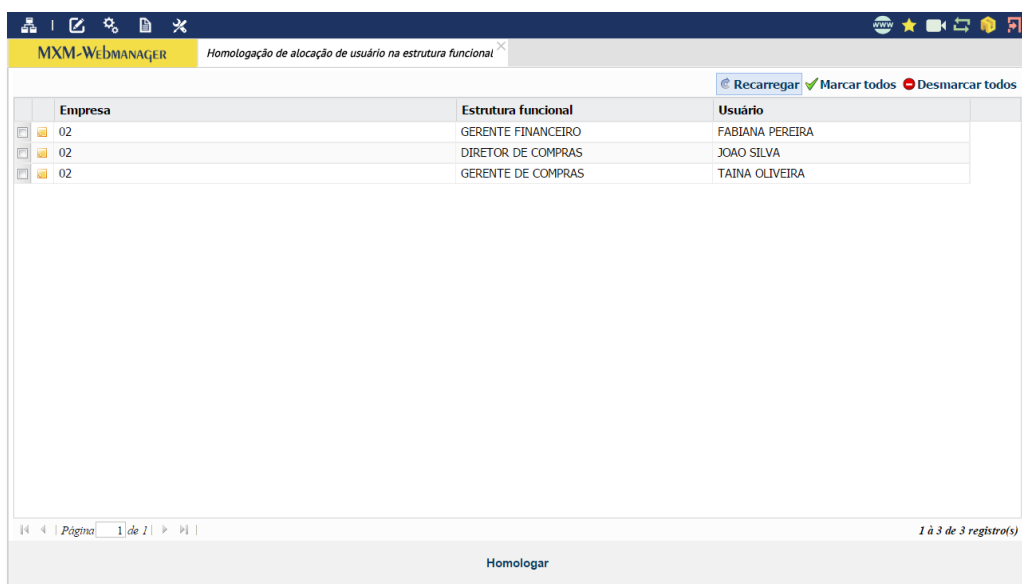 www
MXM-WEBMANAGER Homologação de alocação de usuário na estrutura funcional
Recarregar Marcar todos Desmarcar todos
Empresa Estrutura funcional Usuário
02 GERENTE FINANCEIRO FABIANA PEREIRA
02 DIRETOR DE COMPRAS JOAO SILVA
02 GERENTE DE COMPRAS TAINA OLIVEIRA
Página 1 de 1 1 à 3 de 3 registro(s)
Homologar